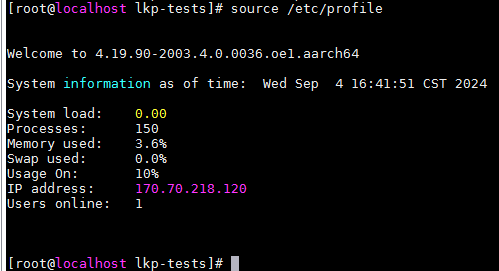 [root@localhost lkp-tests]# source /etc/profile
Welcome to 4.19.90-2003.4.0.0036.oe1.aarch64
System information as of time:  Wed Sep  4 16:41:51 CST 2024
System load:    0.00
Processes:      150
Memory used:    3.6%
Swap used:      0.0%
Usage On:       10%
IP address:     170.70.218.120
Users online:   1
[root@localhost lkp-tests]#